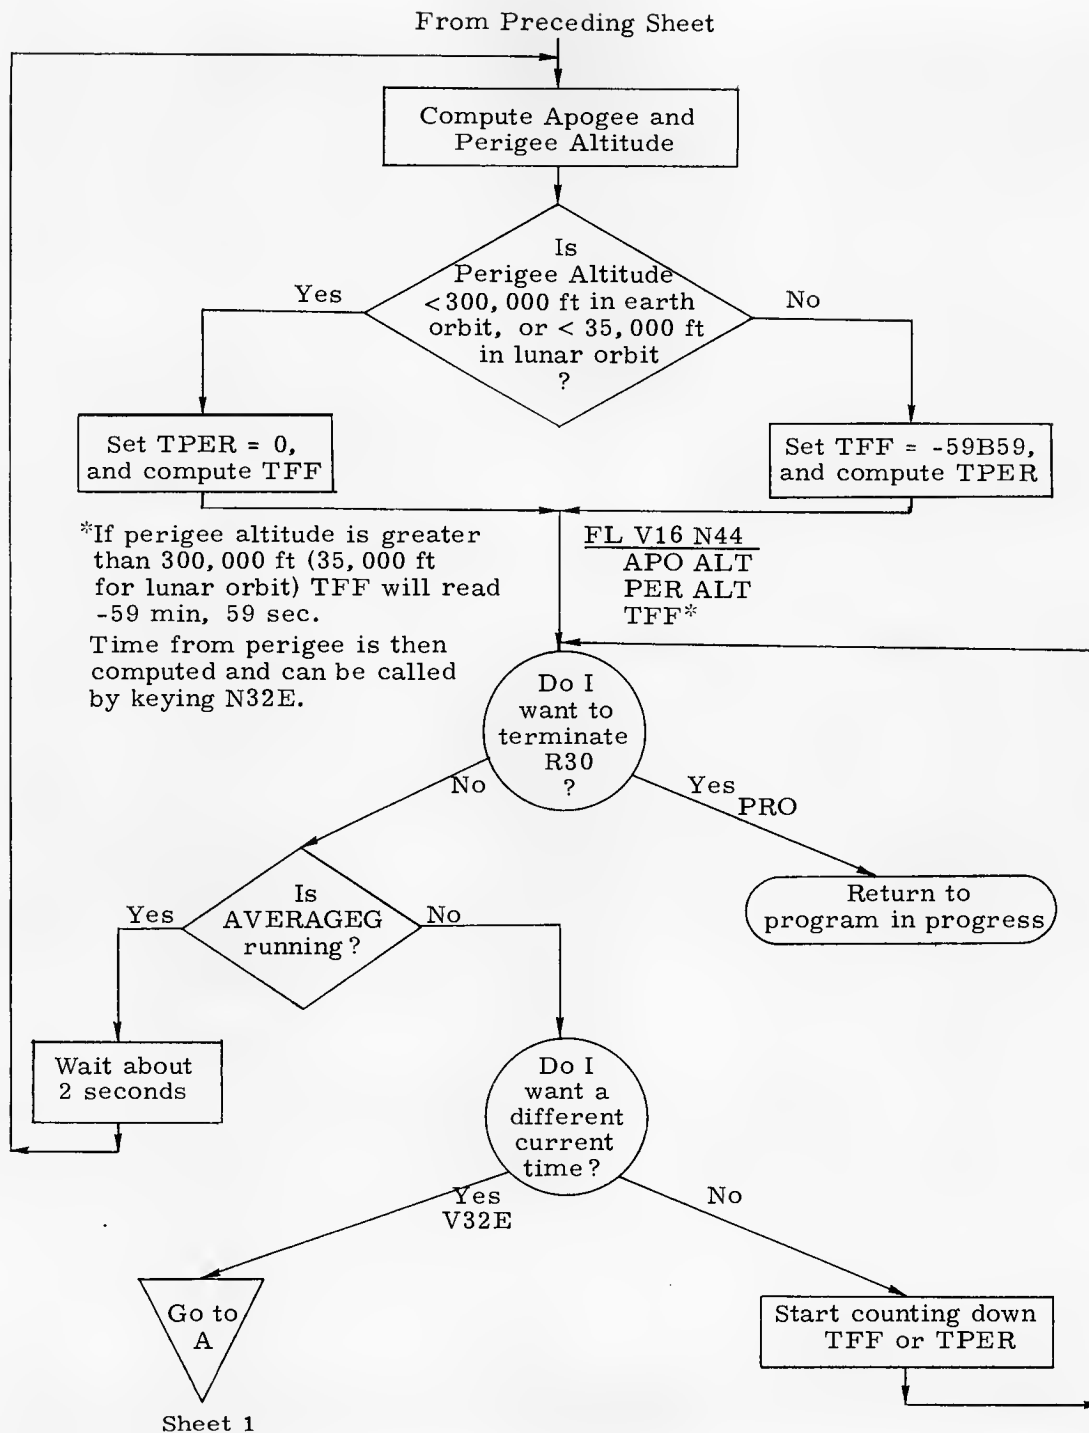 From Preceding Sheet
Compute Apogee and
Perigee Altitude
Is
Perigee Altitude
<300,000 ft in earth
orbit, or < 35,000 ft
in lunar orbit
?
Yes
No
Set TPER = 0,
and compute TFF
Set TFF = -59B59,
and compute TPER
*If perigee altitude is greater
than 300,000 ft (35,000 ft
for lunar orbit) TFF will read
-59 min, 59 sec.
Time from perigee is then
computed and can be called
by keying N32E.
FL V16 N44
APO ALT
PER ALT
TFF*
Do I
want to
terminate
R30
?
No
Yes
PRO
Return to
program in progress
Is
AVERAGEG
running?
Yes
No
Wait about
2 seconds
Do I
want a
different
current
time?
Yes
V32E
No
Go to
A
Sheet 1
Start counting down
TFF or TPER